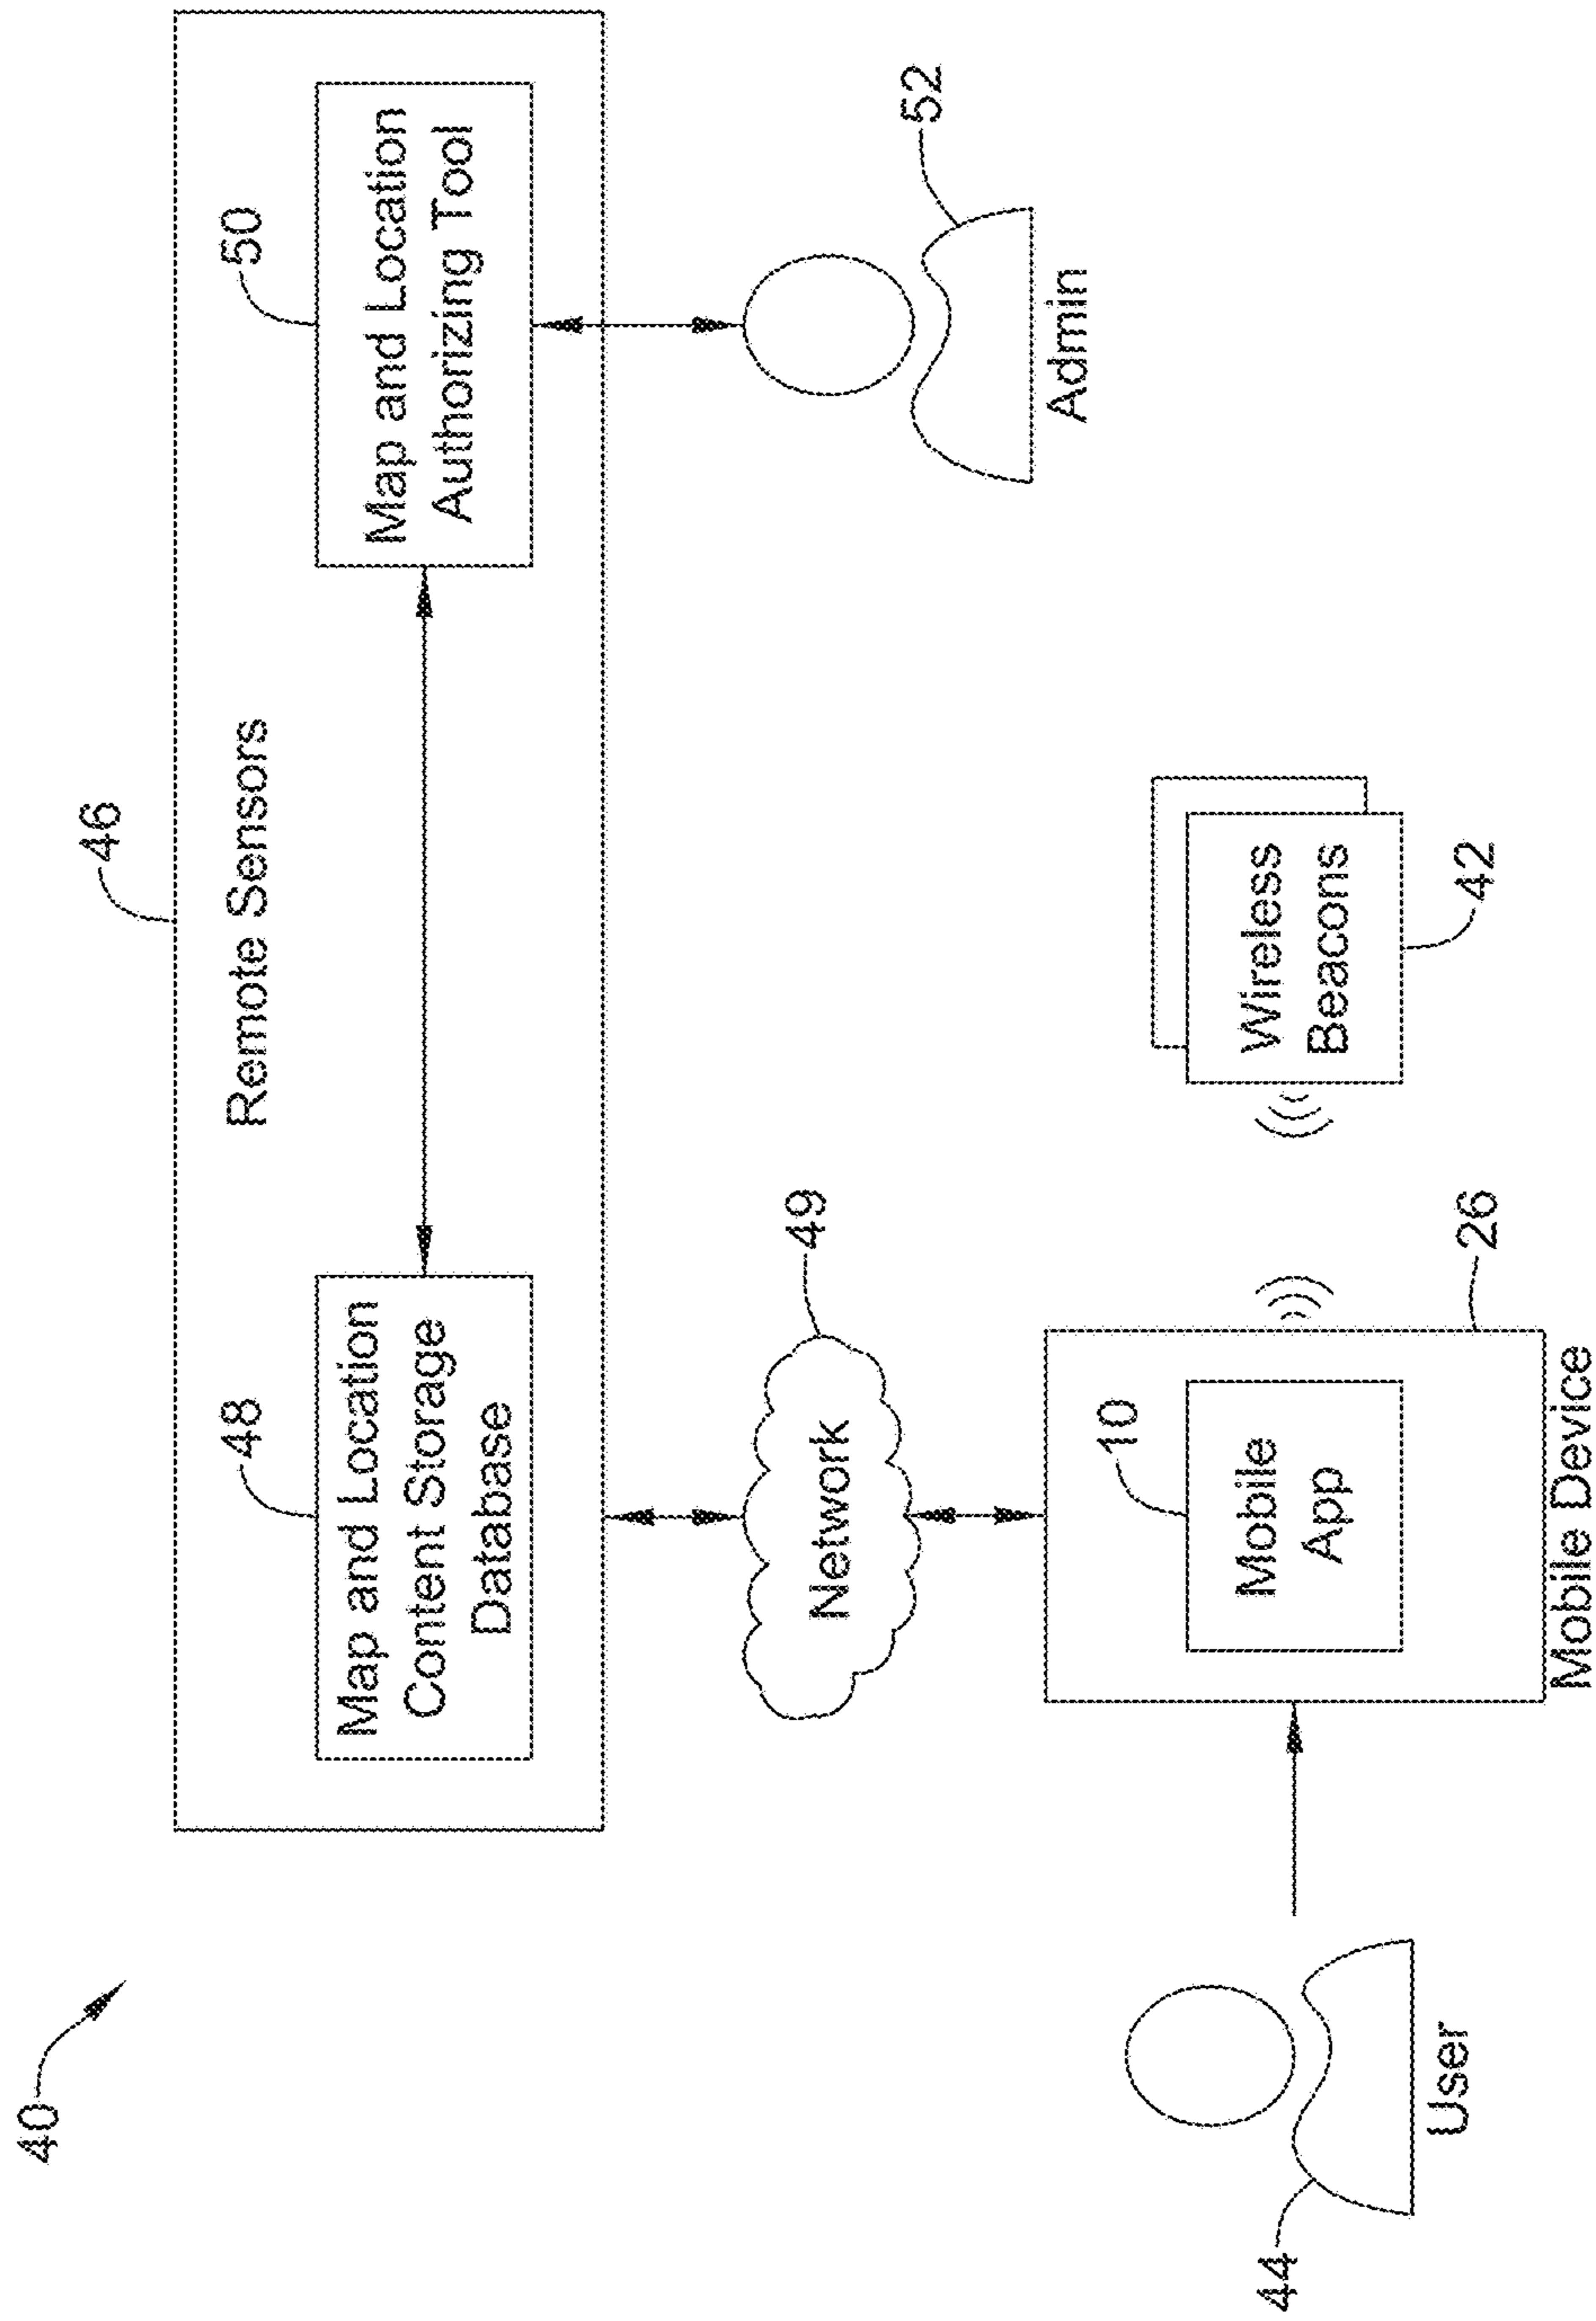 40
46
Remote Sensors
48
Map and Location
Content Storage
Database
50
Map and Location
Authorizing Tool
49
Network
52
Admin
10
Mobile
App
26
Mobile Device
Wireless
Beacons
42
44
User